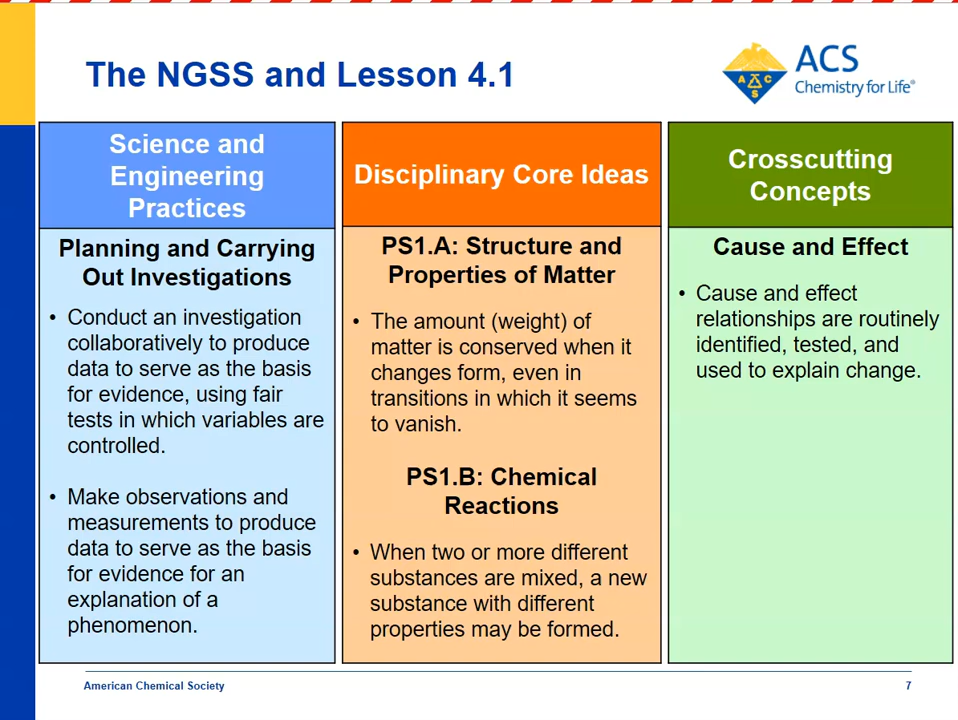 The NGSS and Lesson 4.1
A C S
ACS
Chemistry for Life®
Science and
Engineering
Practices
Planning and Carrying
Out Investigations
• Conduct an investigation
collaboratively to produce
data to serve as the basis
for evidence, using fair
tests in which variables are
controlled.
• Make observations and
measurements to produce
data to serve as the basis
for evidence for an
explanation of a
phenomenon.
Disciplinary Core Ideas
PS1.A: Structure and
Properties of Matter
• The amount (weight) of
matter is conserved when it
changes form, even in
transitions in which it seems
to vanish.
PS1.B: Chemical
Reactions
• When two or more different
substances are mixed, a new
substance with different
properties may be formed.
Crosscutting
Concepts
Cause and Effect
• Cause and effect
relationships are routinely
identified, tested, and
used to explain change.
American Chemical Society
7